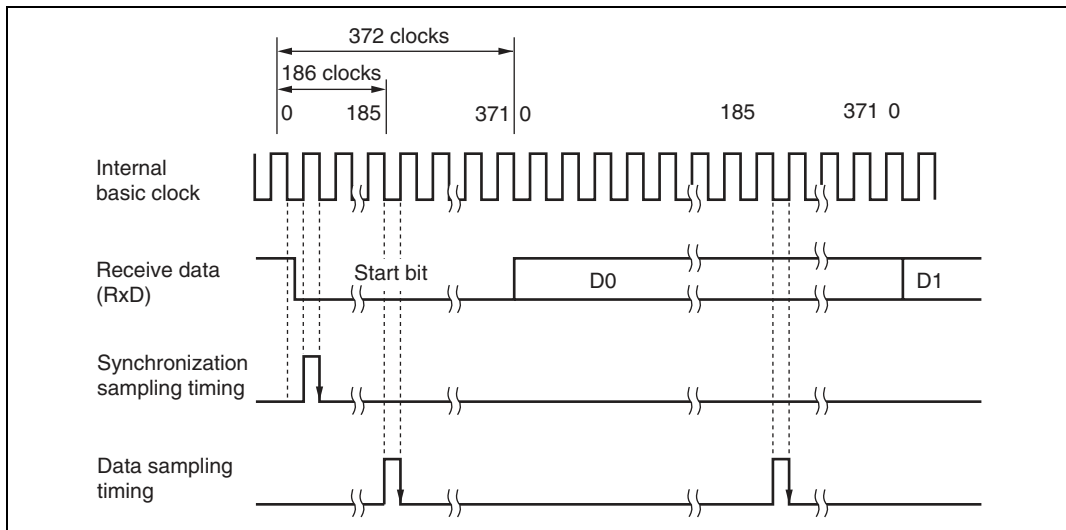 372 clocks
186 clocks
0 185 371 0 185 371 0
Internal
basic clock
Receive data
(RxD)
Start bit D0 D1
Synchronization
sampling timing
Data sampling
timing